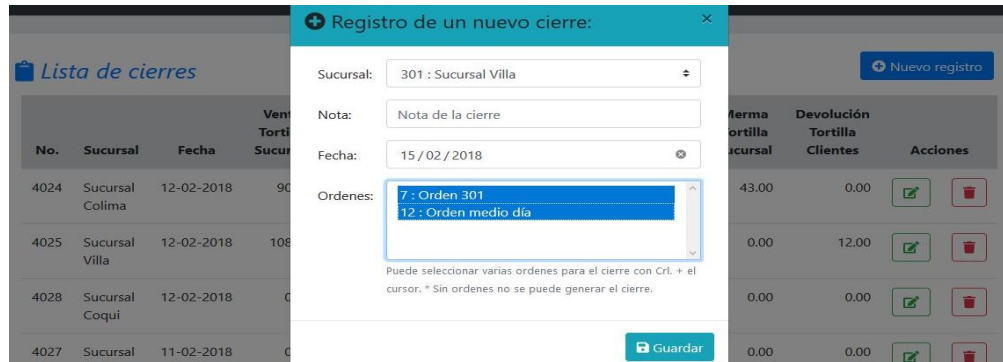 Registro de un nuevo cierre:
×
Lista de cierres
Nuevo registro
Sucursal: 301 : Sucursal Villa
Nota: Nota de la cierre
Fecha: 15/02/2018
Ordenes: 7 : Orden 301
12 : Orden medio día
Puede seleccionar varias ordenes para el cierre con Crl. + el
cursor. * Sin ordenes no se puede generar el cierre.
Guardar
Devolución
Tortilla
No. Sucursal Fecha Clientes Acciones
4024 Sucursal 12-02-2018 43.00 0.00
Colima
4025 Sucursal 12-02-2018 0.00 12.00
Villa
4028 Sucursal 12-02-2018 0.00 0.00
Coqui
4027 Sucursal 11-02-2018 0.00 0.00